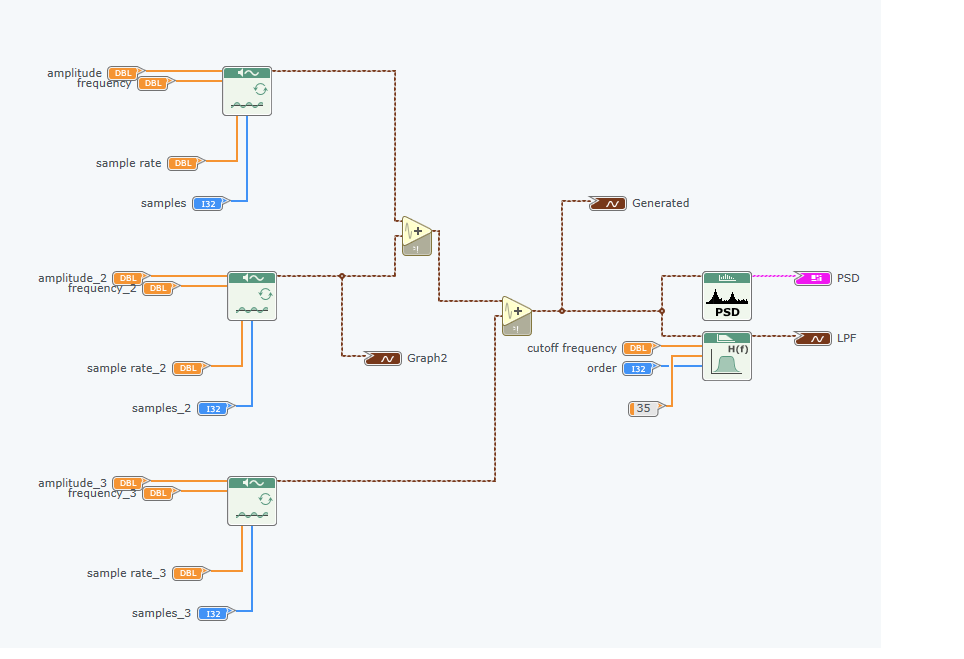 amplitude DBL
frequency DBL
sample rate DBL
samples I32
Generated
amplitude_2 DBL
frequency_2 DBL
PSD
PSD
sample rate_2 DBL
samples_2 I32
Graph2
cutoff frequency DBL
LPF
H(f)
order I32
35
amplitude_3 DBL
frequency_3 DBL
sample rate_3 DBL
samples_3 I32